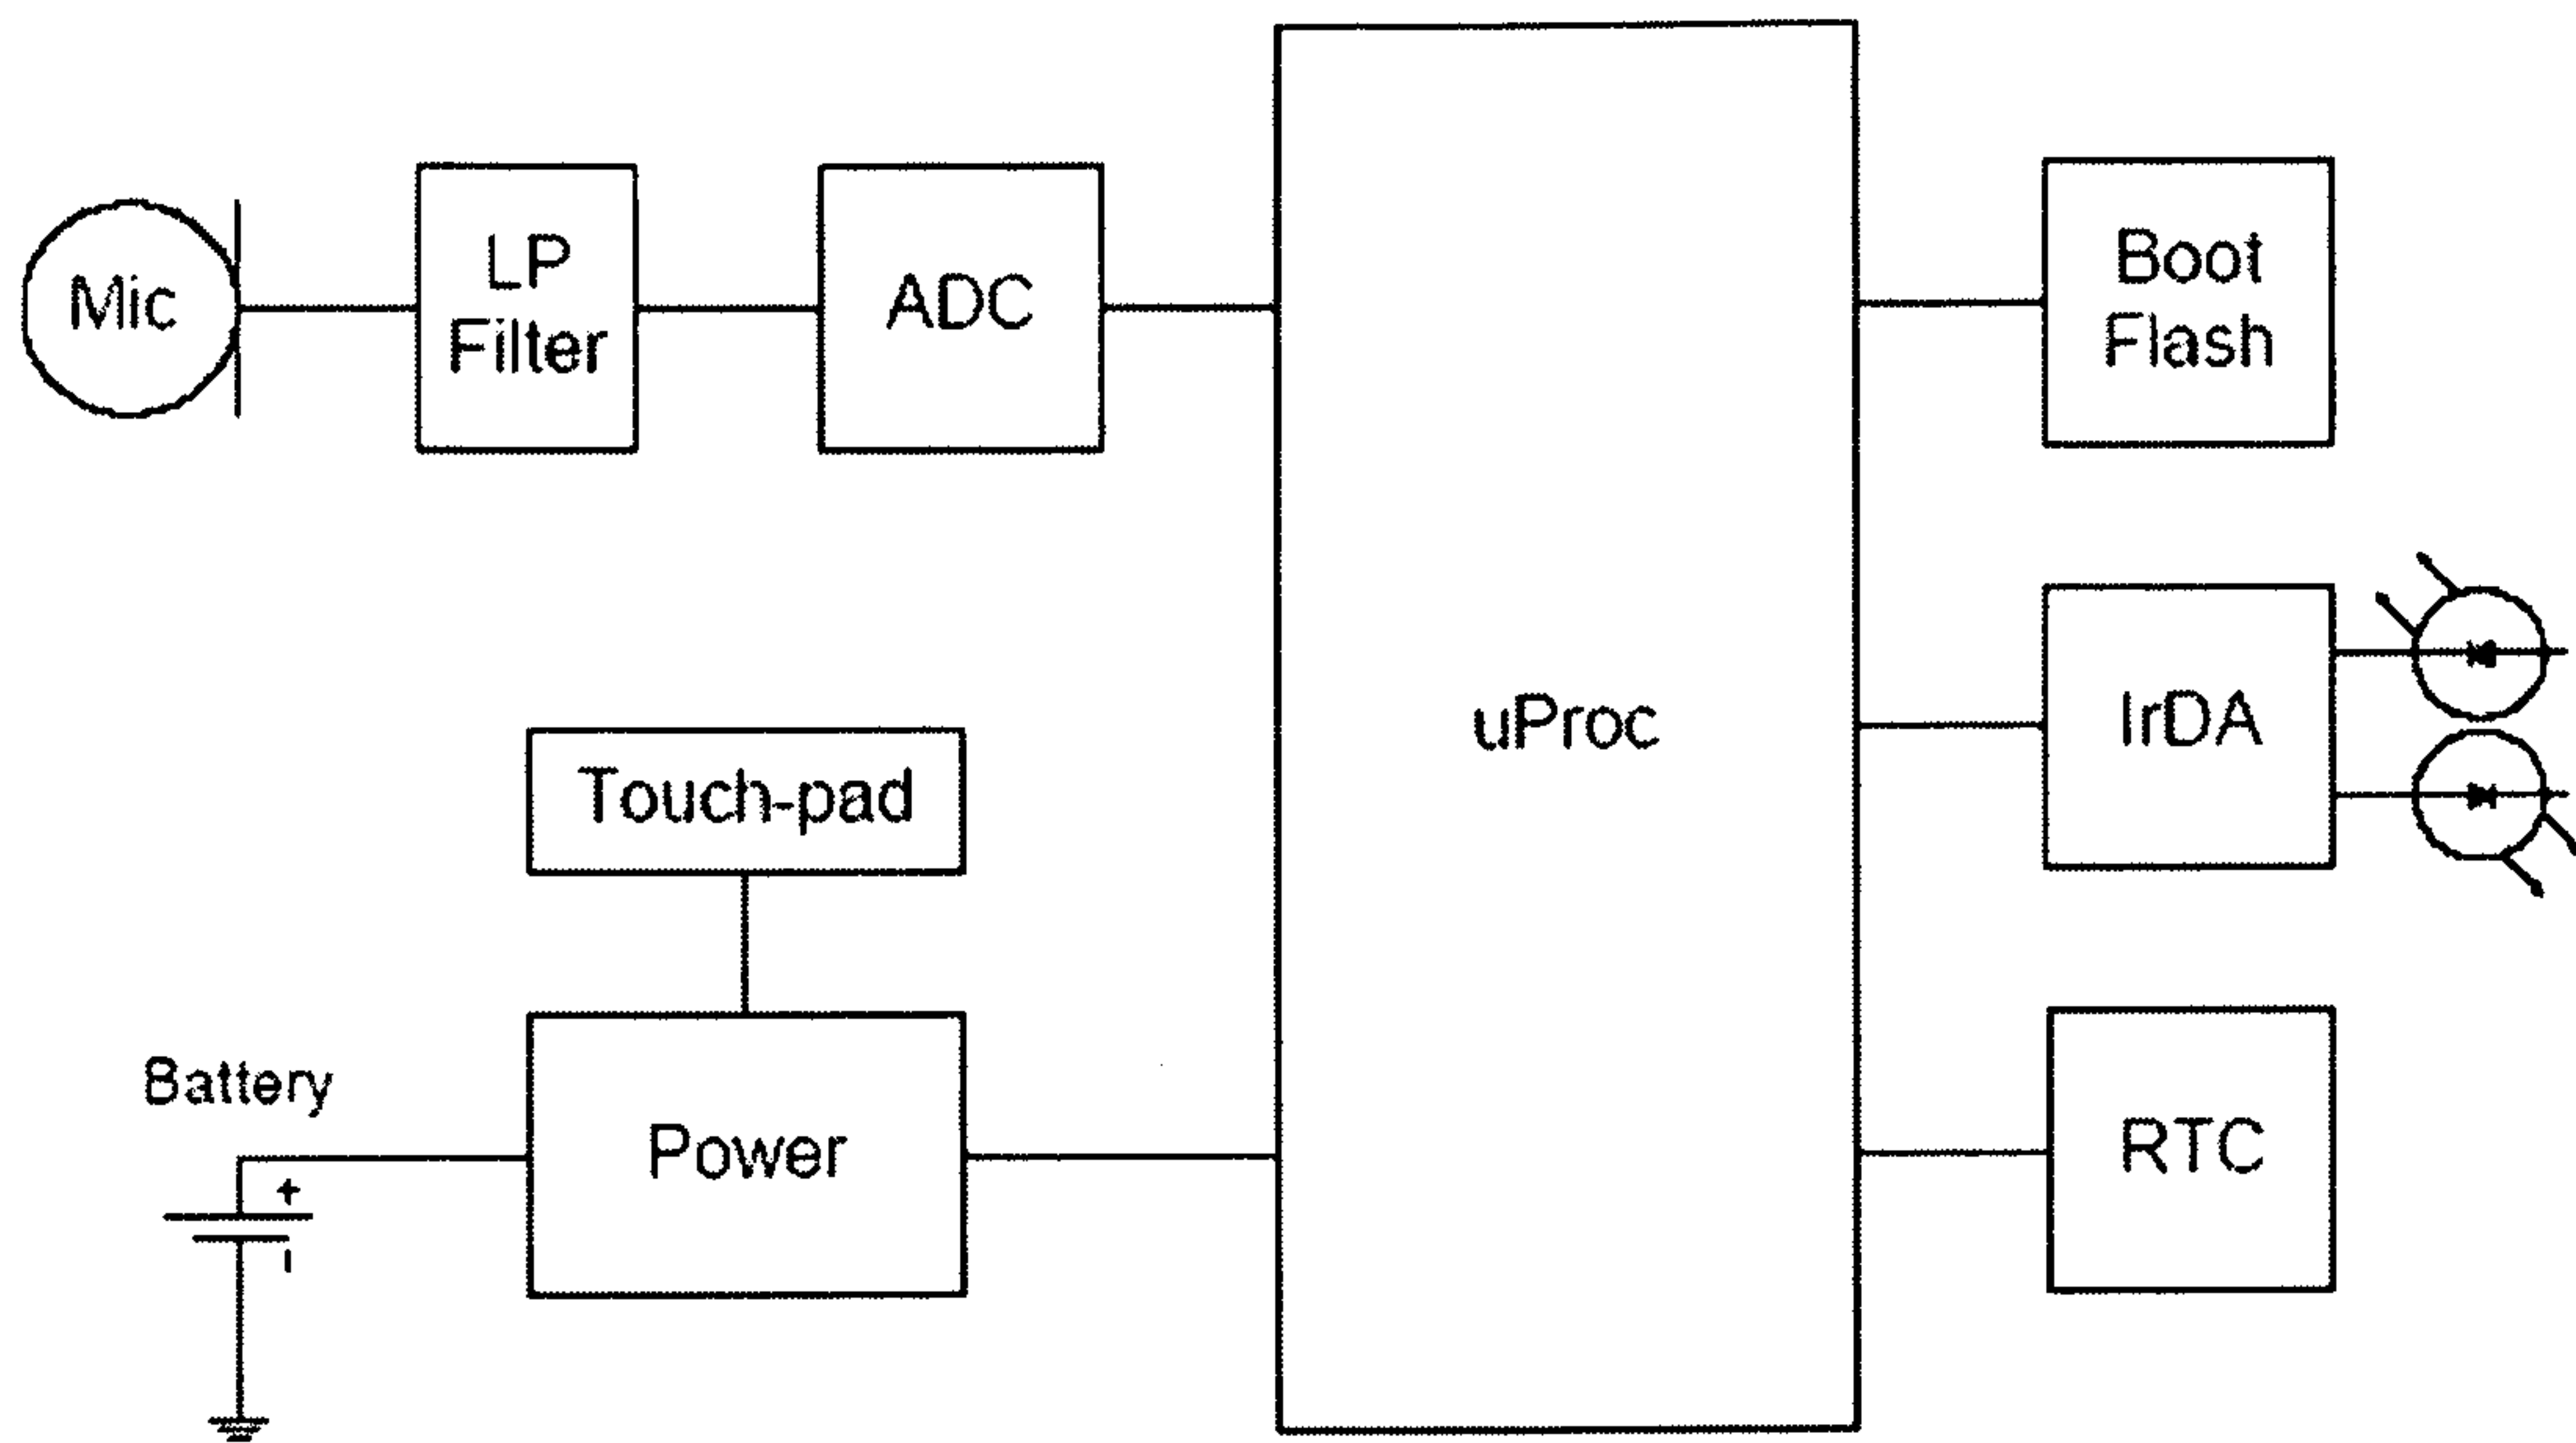 Mic
LP
Filter
ADC
uProc
Boot
Flash
IrDA
Touch-pad
Battery
+
-
Power
RTC